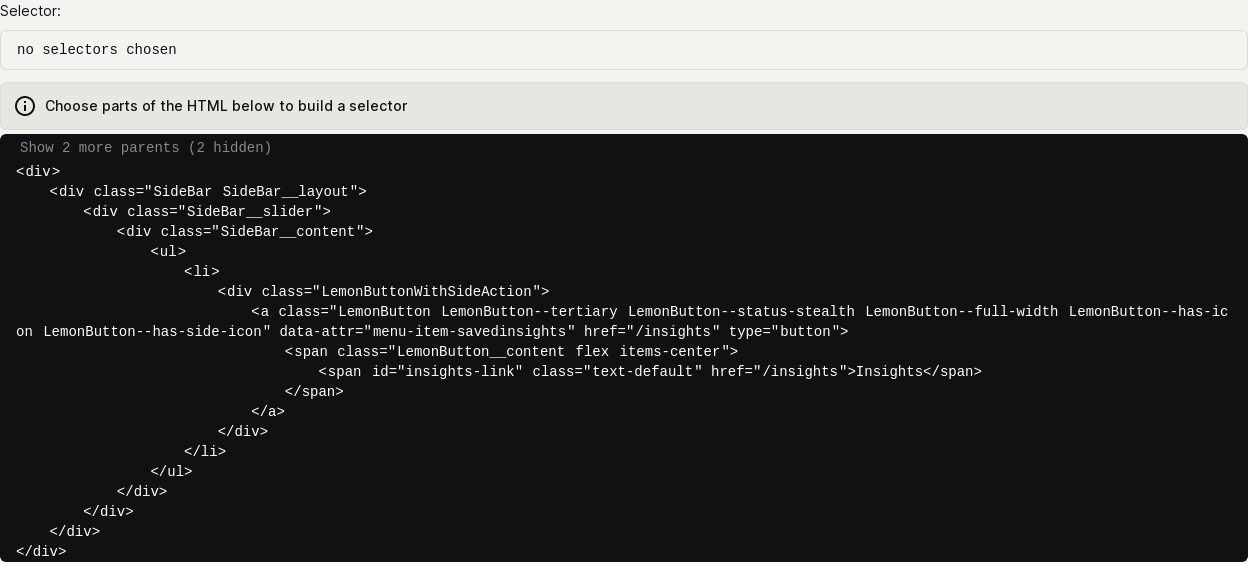 Selector:
no selectors chosen
Choose parts of the HTML below to build a selector
Show 2 more parents (2 hidden)
<div>
<div class="SideBar SideBar__layout">
<div class="SideBar__slider">
<div class="SideBar__content">
<ul>
<li>
<div class="LemonButtonWithSideAction">
<a class="LemonButton LemonButton--tertiary LemonButton--status-stealth LemonButton--full-width LemonButton--has-ic
on LemonButton--has-side-icon" data-attr="menu-item-savedinsights" href="/insights" type="button">
<span class="LemonButton__content flex items-center">
<span id="insights-link" class="text-default" href="/insights">Insights</span>
</span>
</a>
</div>
</li>
</ul>
</div>
</div>
</div>
</div>